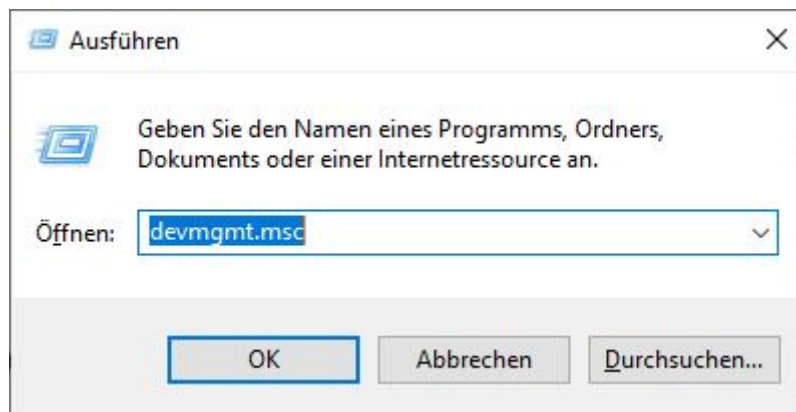 Ausführen
Geben Sie den Namen eines Programms, Ordners,
Dokuments oder einer Internetressource an.
Öffnen: devmgmt.msc
OK Abbrechen Durchsuchen...